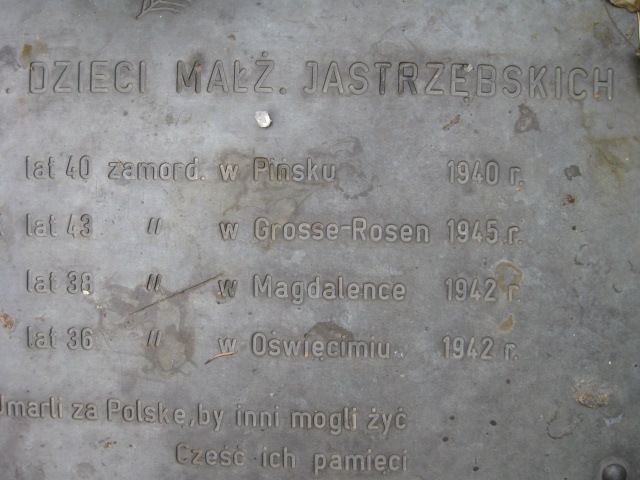 . DZIECI MAŁŻ. JASTRZĘBSKICH
lat 40 zamord. w Pińsku 1940 r.
lat 43 " w Grosse-Rosen 1945 r.
lat 38 " w Magdalence 1942 r.
lat 36 " w Oświęcimiu 1942 r.
Umarli za Polskę, by inni mogli żyć
Cześć ich pamięci